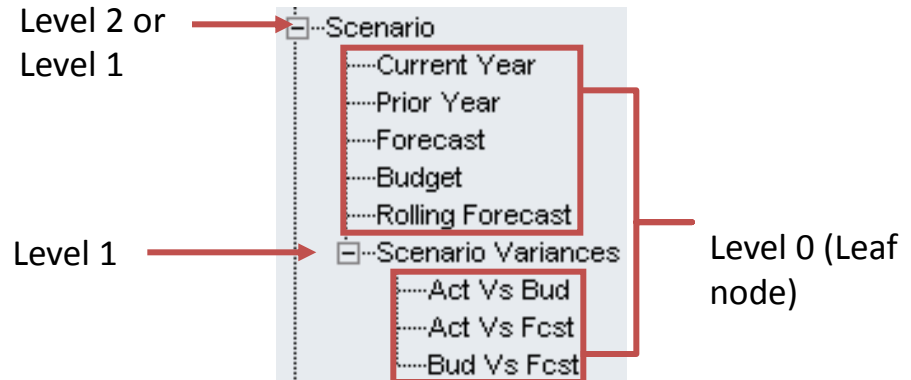 Level 2 or
Level 1
Scenario
Current Year
Prior Year
Forecast
Budget
Rolling Forecast
Level 1
Scenario Variances
Act Vs Bud
Act Vs Fcst
Bud Vs Fcst
Level 0 (Leaf
node)